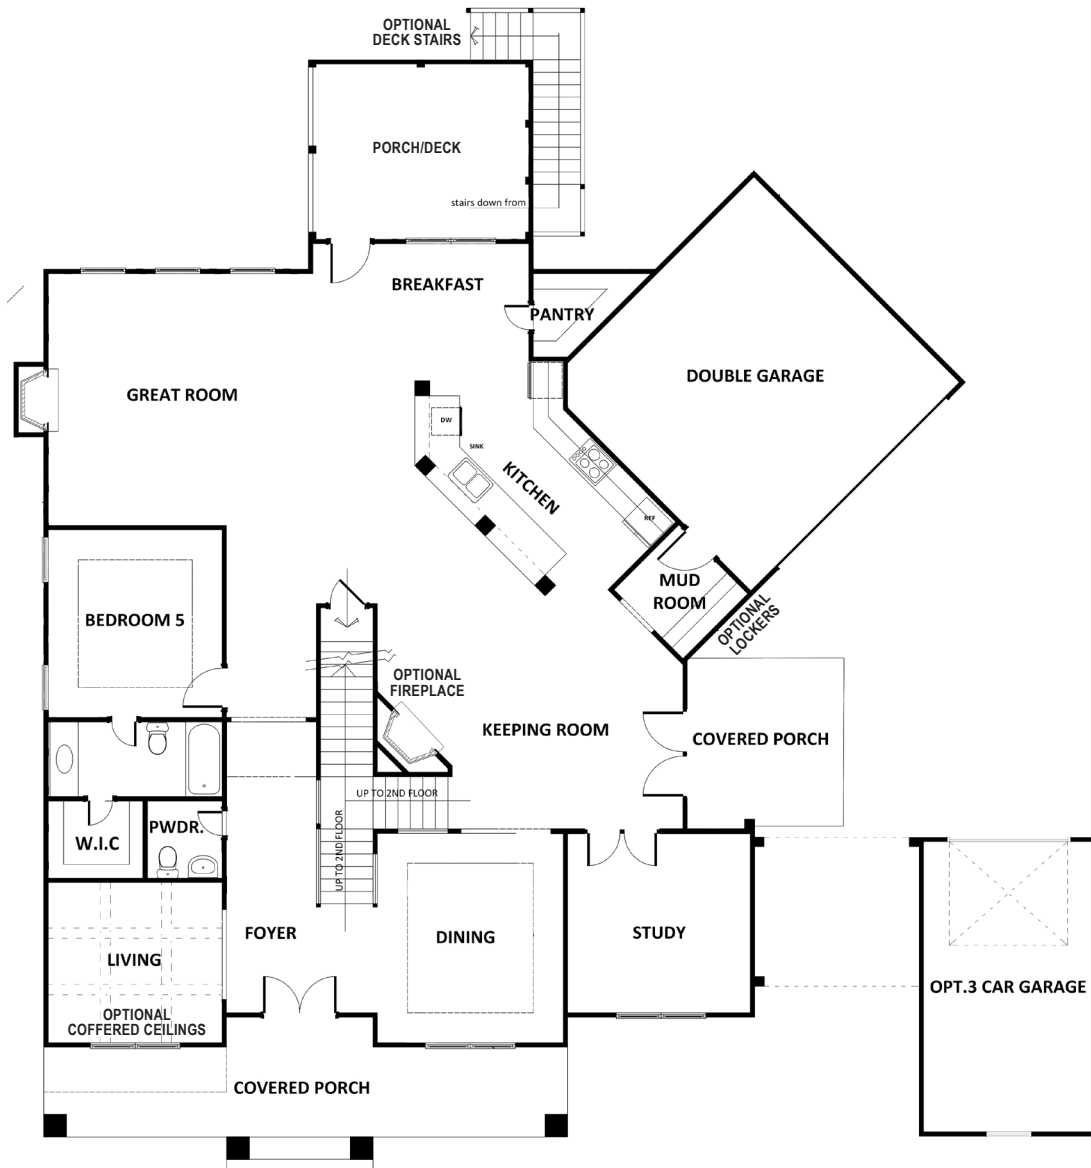 OPTIONAL
DECK STAIRS
PORCH/DECK
stairs down from
BREAKFAST
PANTRY
DOUBLE GARAGE
GREAT ROOM
DW
SINK
KITCHEN
REF
MUD
ROOM
OPTIONAL
LOCKERS
BEDROOM 5
OPTIONAL
FIREPLACE
KEEPING ROOM
COVERED PORCH
UP TO 2ND FLOOR
UP TO 2ND FLOOR
W.I.C
PWDR.
FOYER
DINING
STUDY
LIVING
OPTIONAL
COFFERED CEILINGS
OPT.3 CAR GARAGE
COVERED PORCH